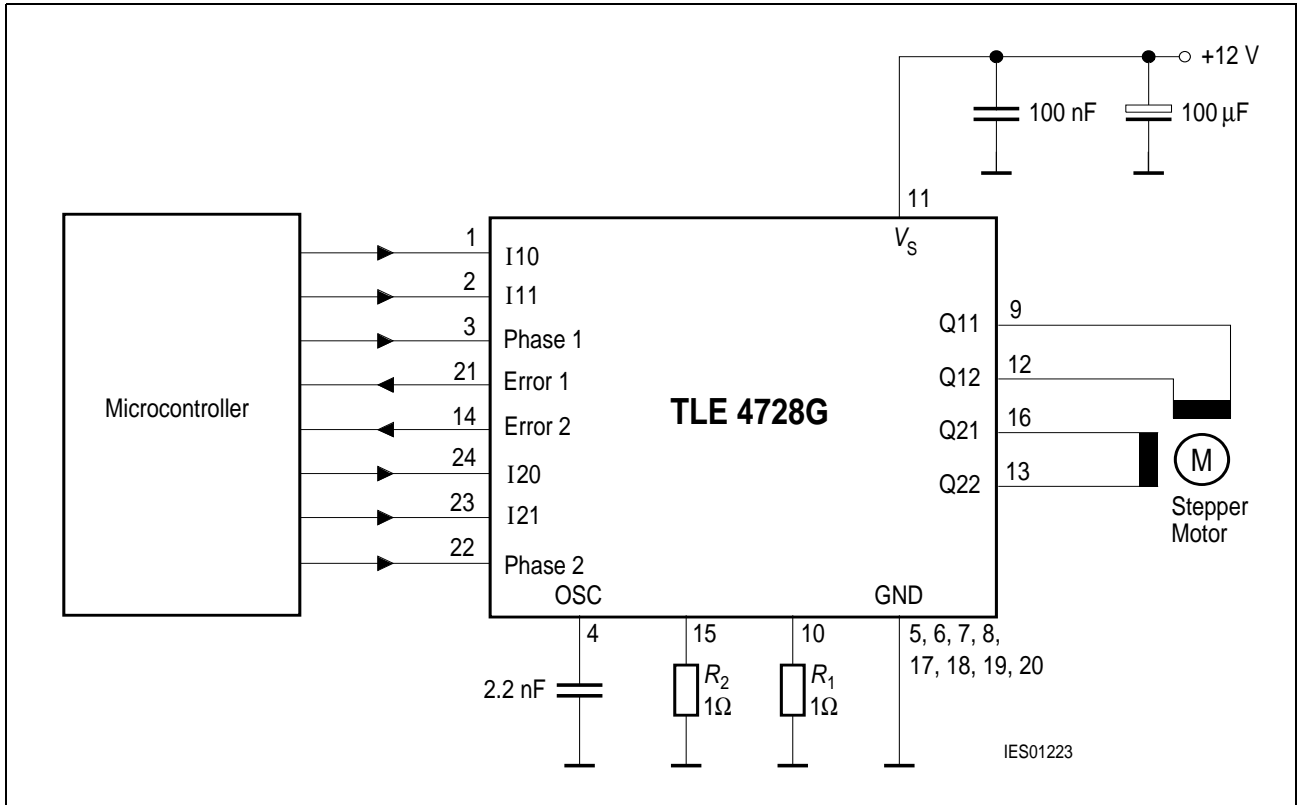 +12 V
100 nF
100 μF
11
V_S
1
I10
2
I11
3
Phase 1
21
Error 1
14
Error 2
24
I20
23
I21
22
Phase 2
Microcontroller
TLE 4728G
Q11
9
Q12
12
Q21
16
Q22
13
M
Stepper
Motor
OSC
GND
4
15
10
5, 6, 7, 8,
17, 18, 19, 20
2.2 nF
R₂
1Ω
R₁
1Ω
IES01223